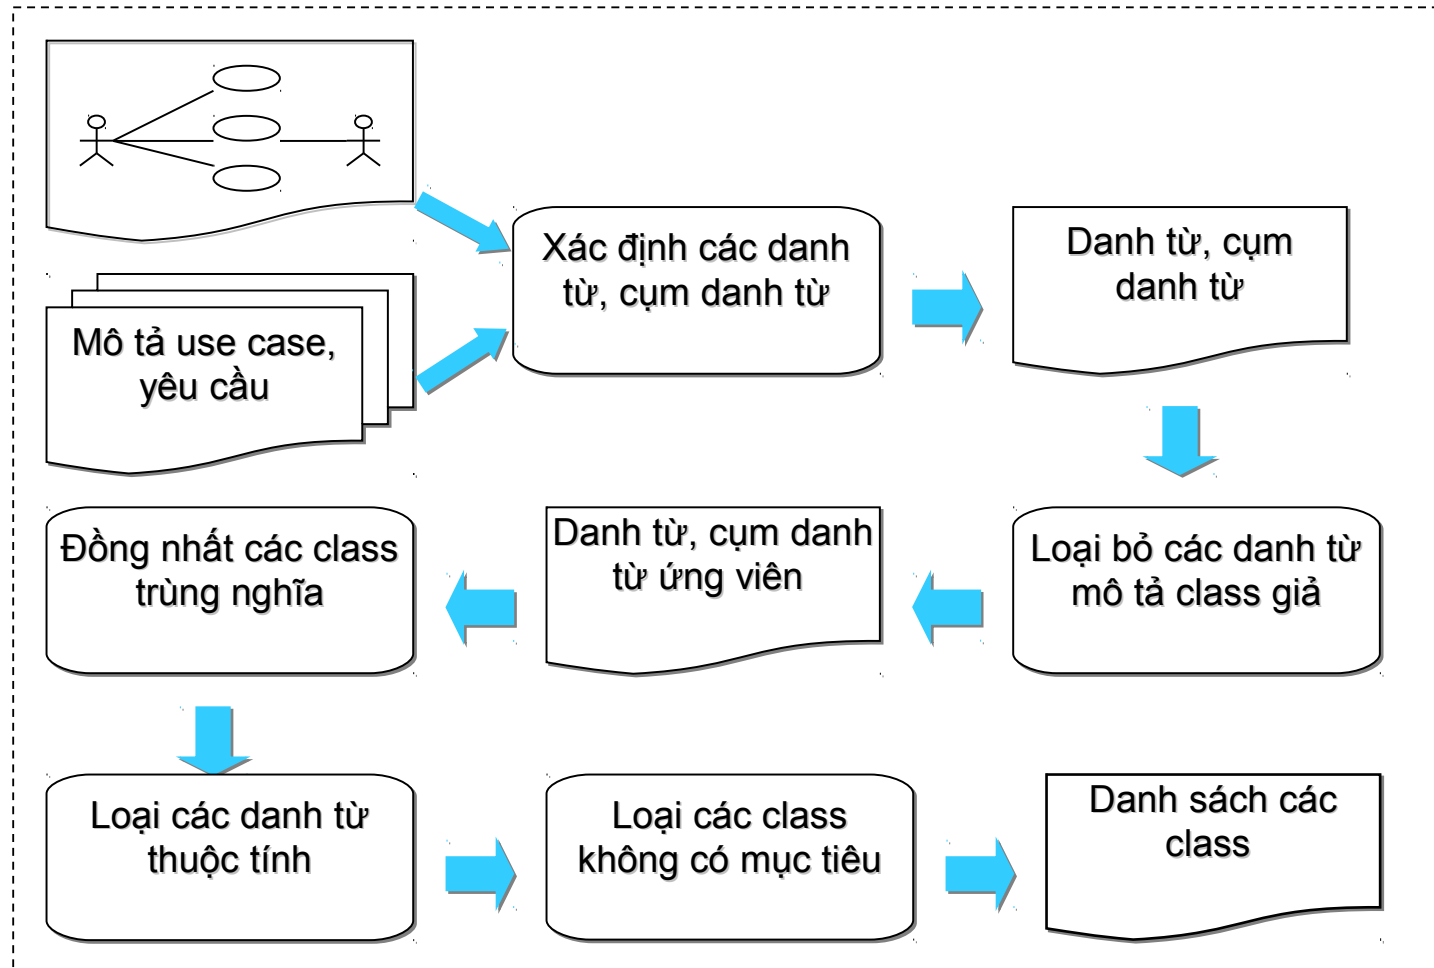 Xác định các danh
từ, cụm danh từ
Danh từ, cụm
danh từ
Mô tả use case,
yêu cầu
Đồng nhất các class
trùng nghĩa
Danh từ, cụm danh
từ ứng viên
Loại bỏ các danh từ
mô tả class giả
Loại các danh từ
thuộc tính
Loại các class
không có mục tiêu
Danh sách các
class